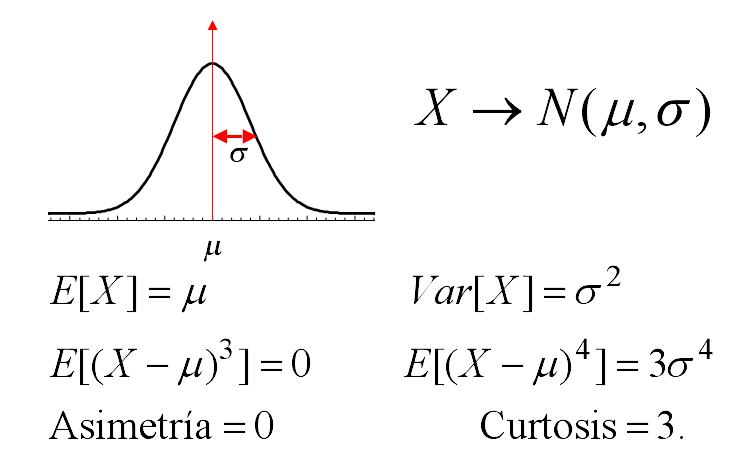 X → N(μ, σ)
σ
μ
E[X] = μ
Var[X] = σ²
E[(X − μ)³] = 0
E[(X − μ)⁴] = 3σ⁴
Asimetría = 0
Curtosis = 3.